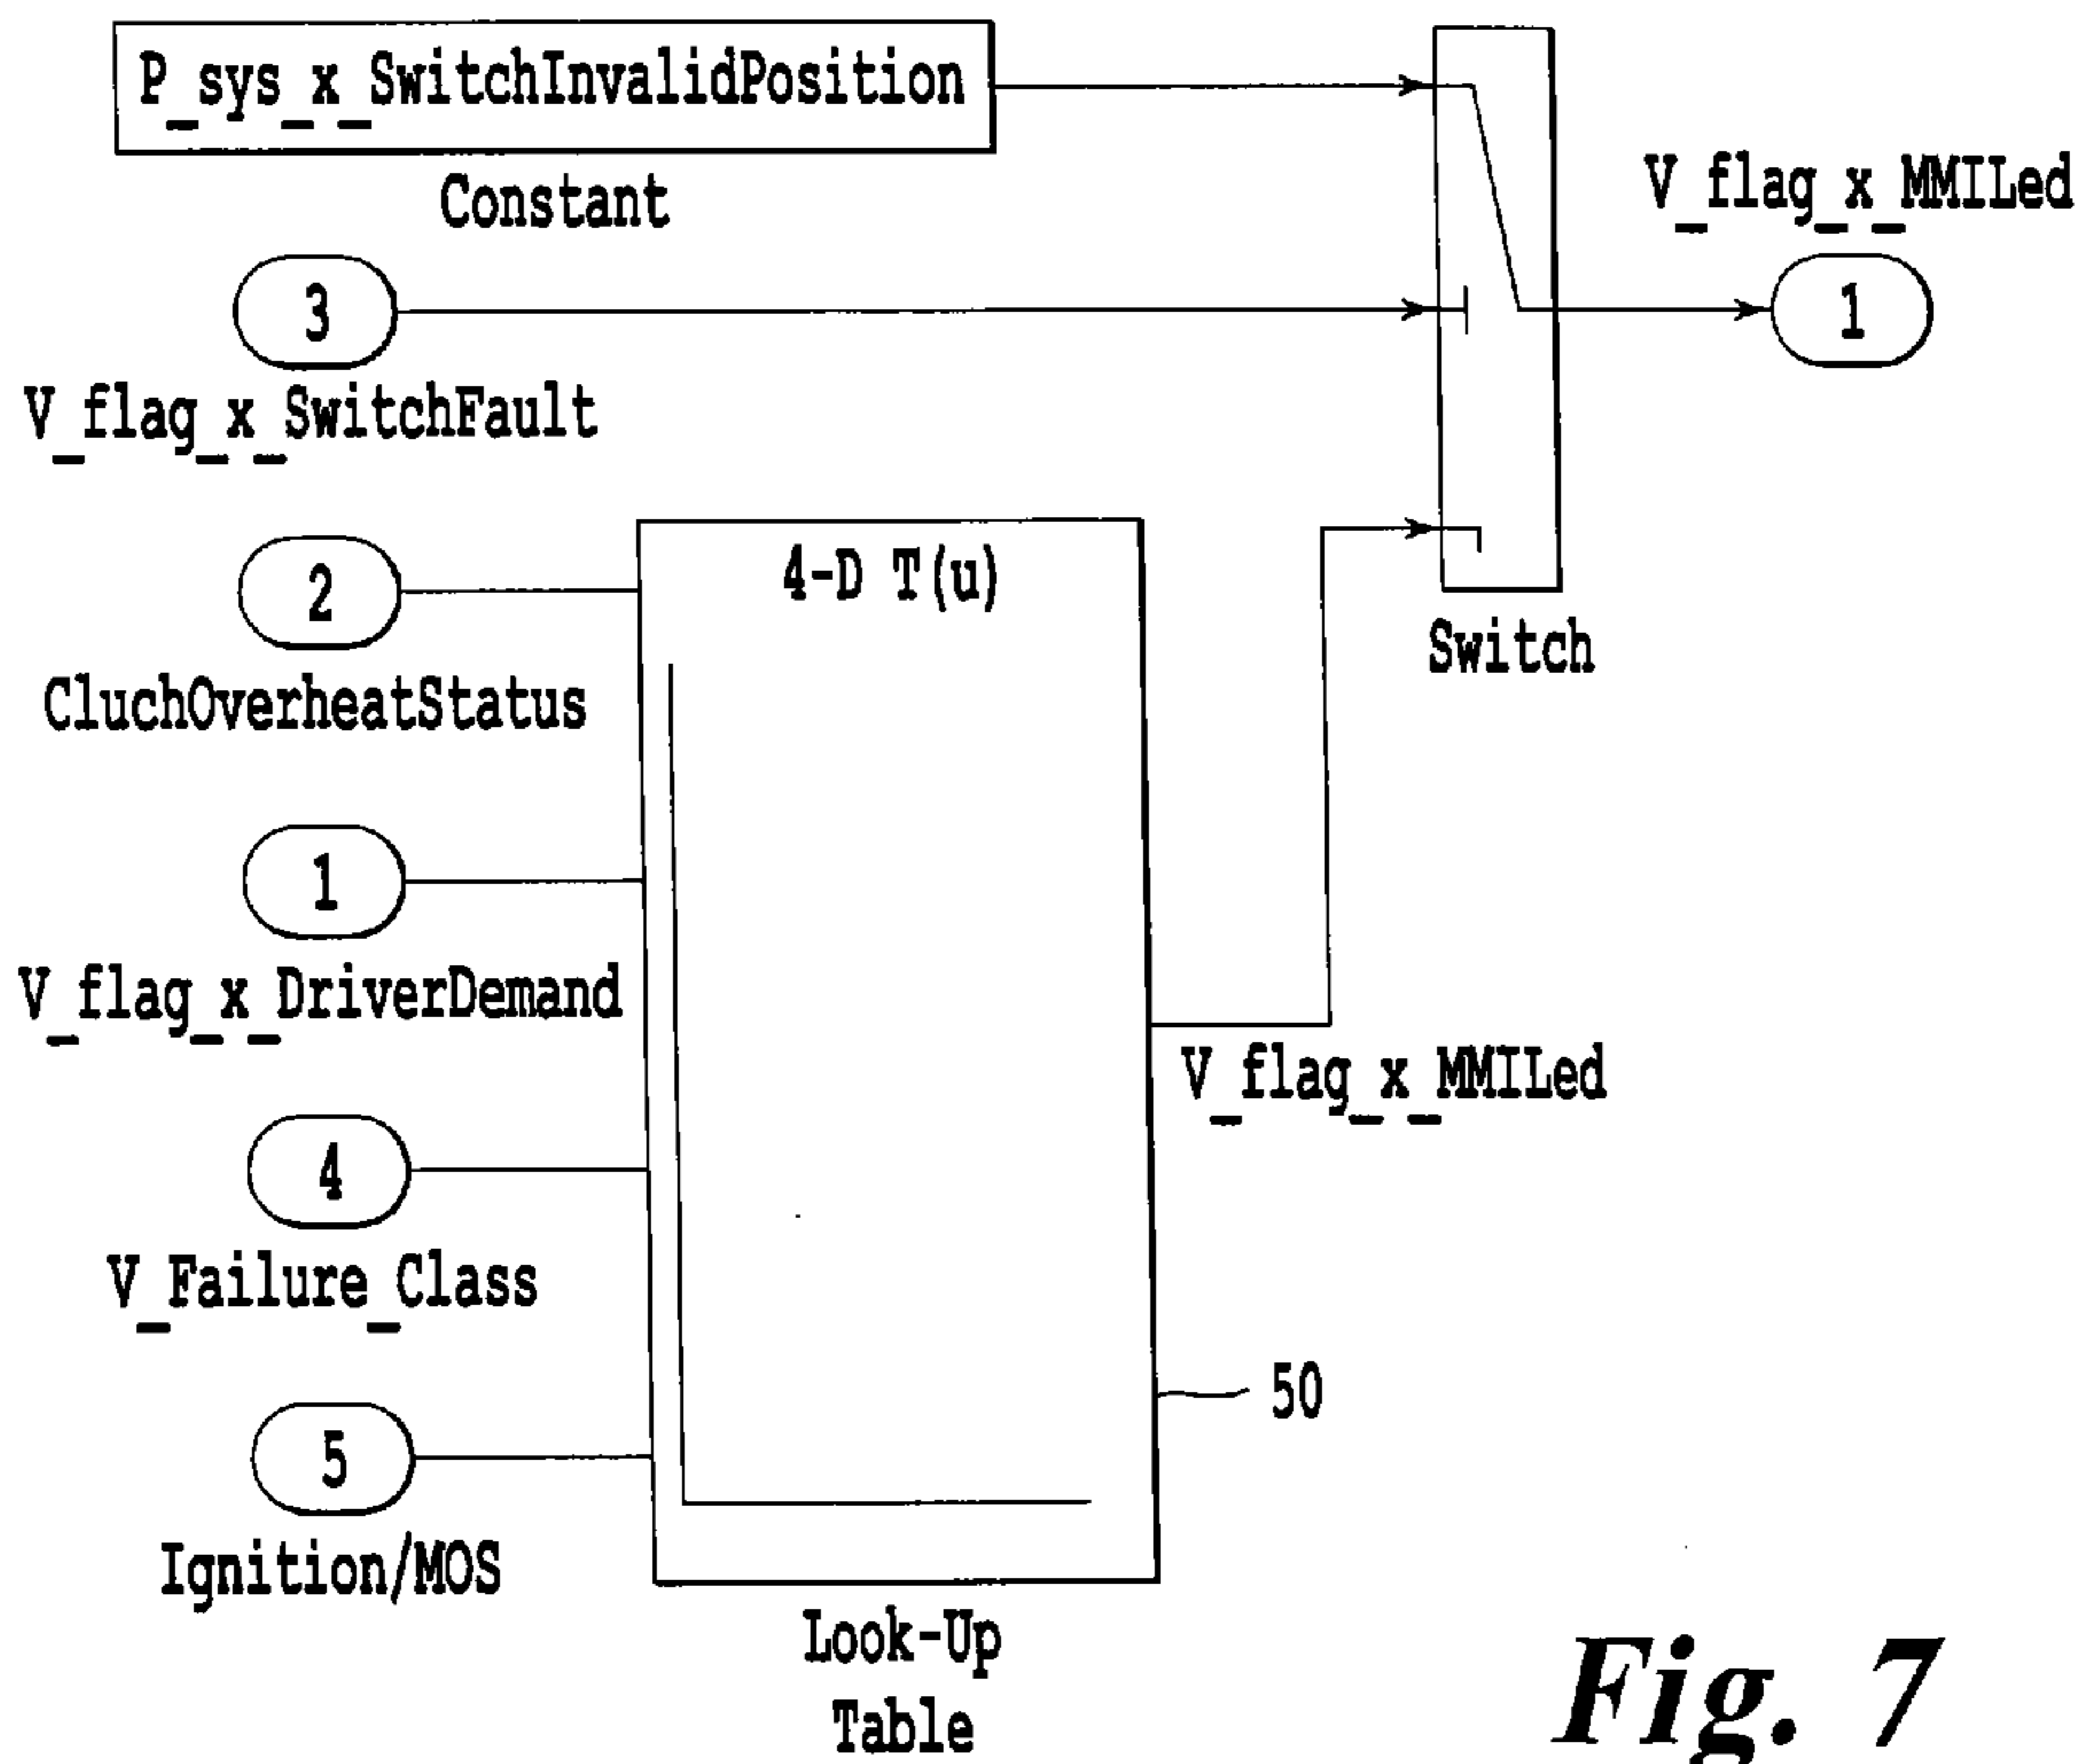 P_sys_x_SwitchInvalidPosition
Constant
V_flag_x_MMILed
3
1
V_flag_x_SwitchFault
4-D T(u)
2
Switch
CluchOverheatStatus
1
V_flag_x_DriverDemand
V_flag_x_MMILed
4
V_Failure_Class
50
5
Ignition/MOS
Look-Up
Table
Fig. 7